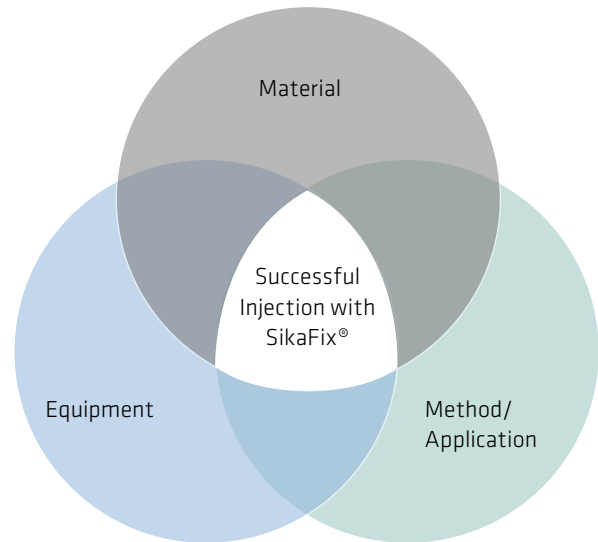 Material
Successful
Injection with
SikaFix®
Equipment
Method/
Application